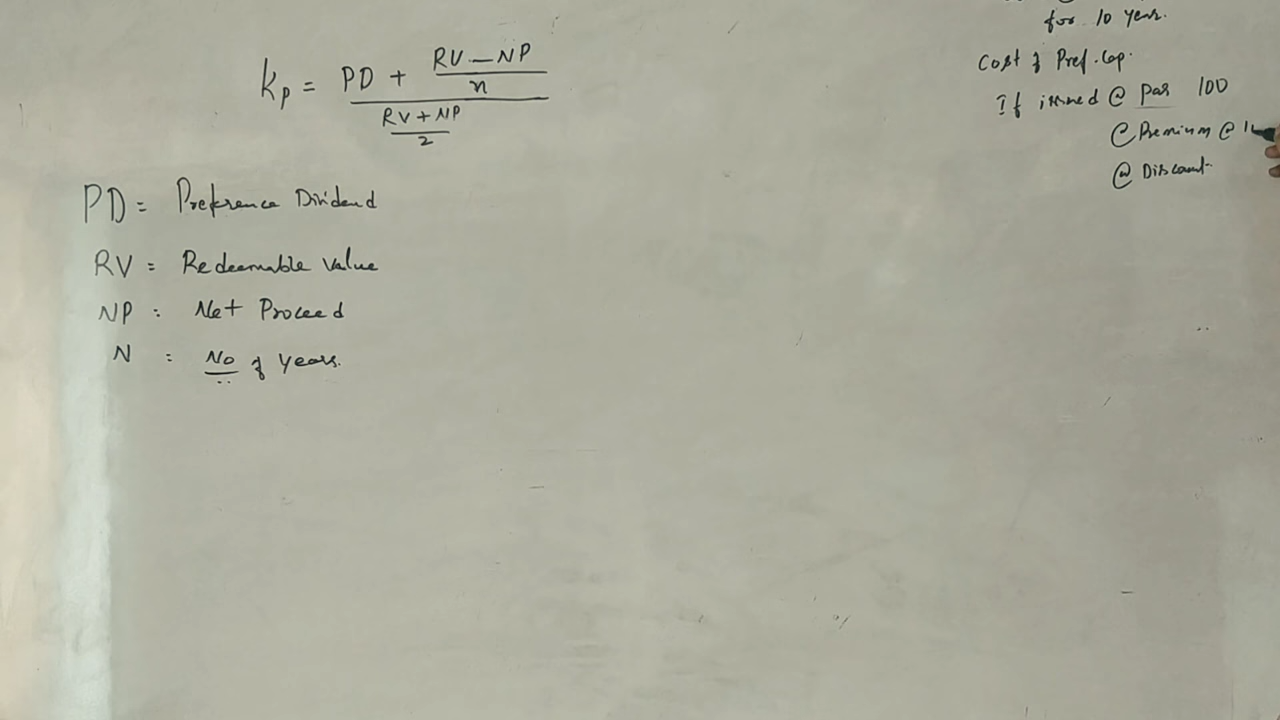 for 10 year.
Cost of Pref. Cap.
If issued @ par 100
@ Premium @
@ Discount
Kp = PD + RV - NP
n
RV + NP
2
PD = Preference Dividend
RV = Redeemable value
NP : Net Proceed
N : No of years.